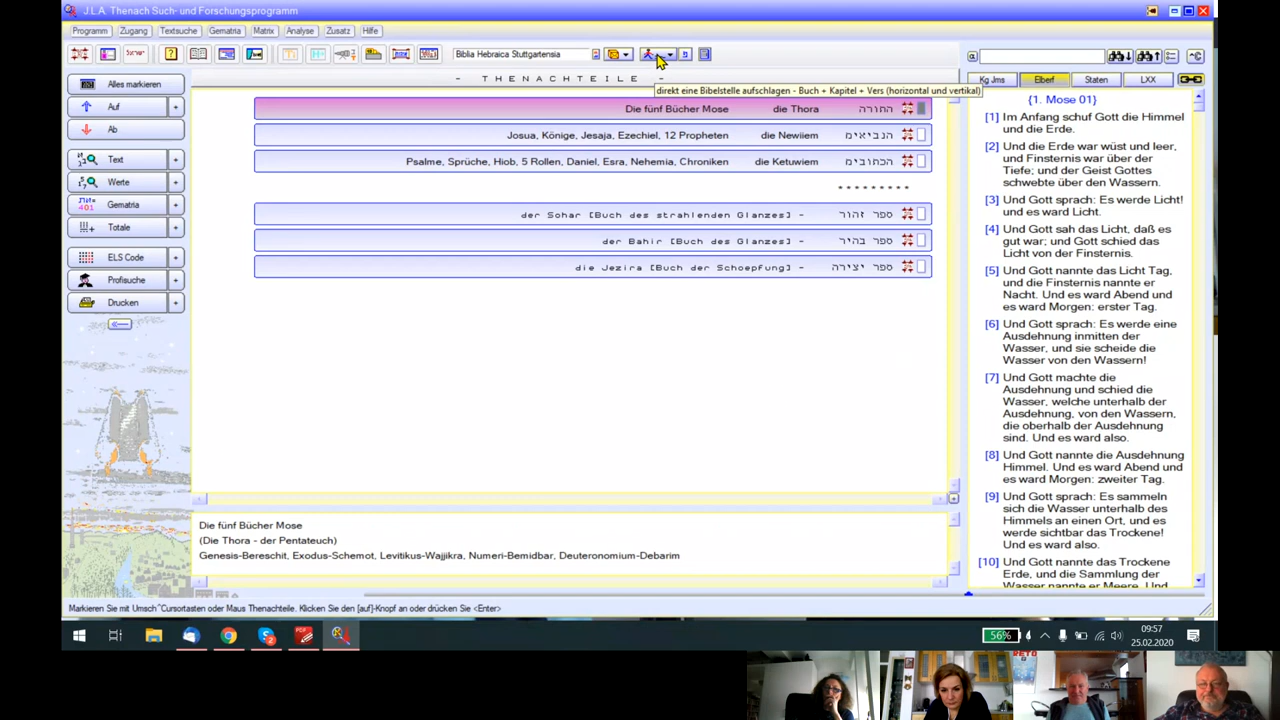 J.L.A. Thenach Such- und Forschungsprogramm
Programm Zugang Textsuche Gematria Matrix Analyse Zusatz Hilfe
Biblia Hebraica Stuttgartensia
- THENACHTEILE -
direkt eine Bibelstelle aufschlagen - Buch + Kapitel + Vers (horizontal und vertikal)
Alles markieren
Auf
Ab
Text +
Werte +
Gematria +
Totale +
ELS Code +
Profisuche +
Drucken +
Die fünf Bücher Mose die Thora התורה
Josua, Könige, Jesaja, Ezechiel, 12 Propheten die Newiiem הנביאימ
Psalme, Sprüche, Hiob, 5 Rollen, Daniel, Esra, Nehemia, Chroniken die Ketuwiem הכתובימ
* * * * * * * * *
der Sohar [Buch des strahlenden Glanzes] - ספר זהור
der Bahir [Buch des Glanzes] - ספר בהיר
die Jezira [Buch der Schoepfung] - ספר יצירה
Die fünf Bücher Mose
(Die Thora - der Pentateuch)
Genesis-Bereschit, Exodus-Schemot, Levitikus-Wajjikra, Numeri-Bemidbar, Deuteronomium-Debarim
Kg Jms Elberf Staten LXX
{1. Mose 01}
[1] Im Anfang schuf Gott die Himmel
und die Erde.
[2] Und die Erde war wüst und leer,
und Finsternis war über der
Tiefe; und der Geist Gottes
schwebte über den Wassern.
[3] Und Gott sprach: Es werde Licht!
und es ward Licht.
[4] Und Gott sah das Licht, daß es
gut war; und Gott schied das
Licht von der Finsternis.
[5] Und Gott nannte das Licht Tag,
und die Finsternis nannte er
Nacht. Und es ward Abend und
es ward Morgen: erster Tag.
[6] Und Gott sprach: Es werde eine
Ausdehnung inmitten der
Wasser, und sie scheide die
Wasser von den Wassern!
[7] Und Gott machte die
Ausdehnung und schied die
Wasser, welche unterhalb der
Ausdehnung, von den Wassern,
die oberhalb der Ausdehnung
sind. Und es ward also.
[8] Und Gott nannte die Ausdehnung
Himmel. Und es ward Abend und
es ward Morgen: zweiter Tag.
[9] Und Gott sprach: Es sammeln
sich die Wasser unterhalb des
Himmels an einen Ort, und es
werde sichtbar das Trockene!
Und es ward also.
[10] Und Gott nannte das Trockene
Erde, und die Sammlung der
Wasser nannte er Meere. Und
Markieren Sie mit Umsch^Cursortasten oder Maus Thenachteile. Klicken Sie den [auf]-Knopf an oder drücken Sie <Enter>
56%
09:57
25.02.2020
RETO